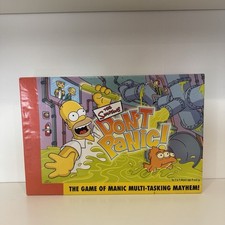 THE SIMPSONS
DON'T
PANIC!
THE GAME OF MANIC MULTI-TASKING MAYHEM!